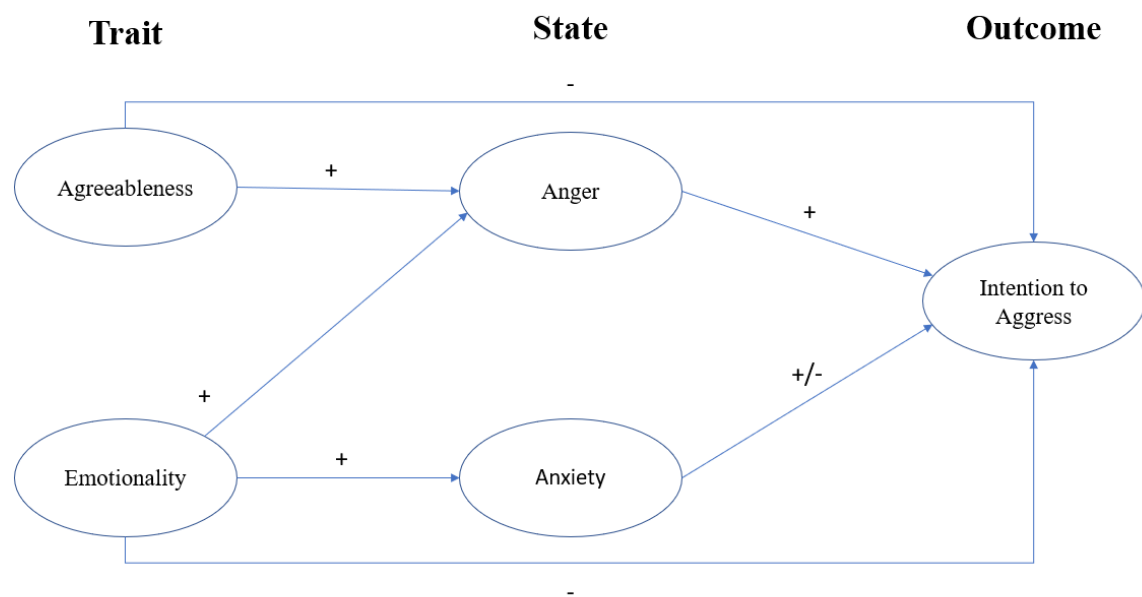 Trait
State
Outcome
-
Agreeableness
+
Anger
+
Intention to
Aggress
+
+/-
Emotionality
+
Anxiety
-